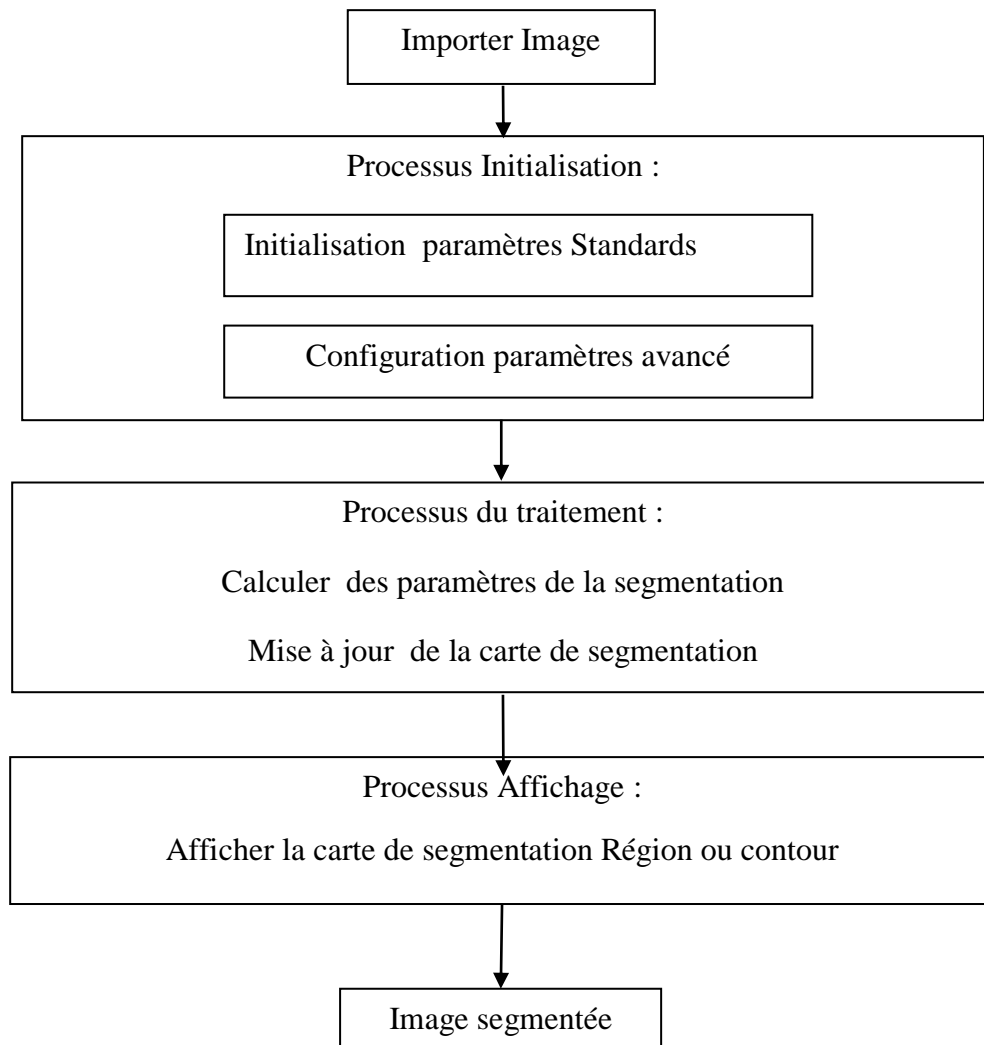 Importer Image
Processus Initialisation :
Initialisation paramètres Standards
Configuration paramètres avancé
Processus du traitement :
Calculer des paramètres de la segmentation
Mise à jour de la carte de segmentation
Processus Affichage :
Afficher la carte de segmentation Région ou contour
Image segmentée